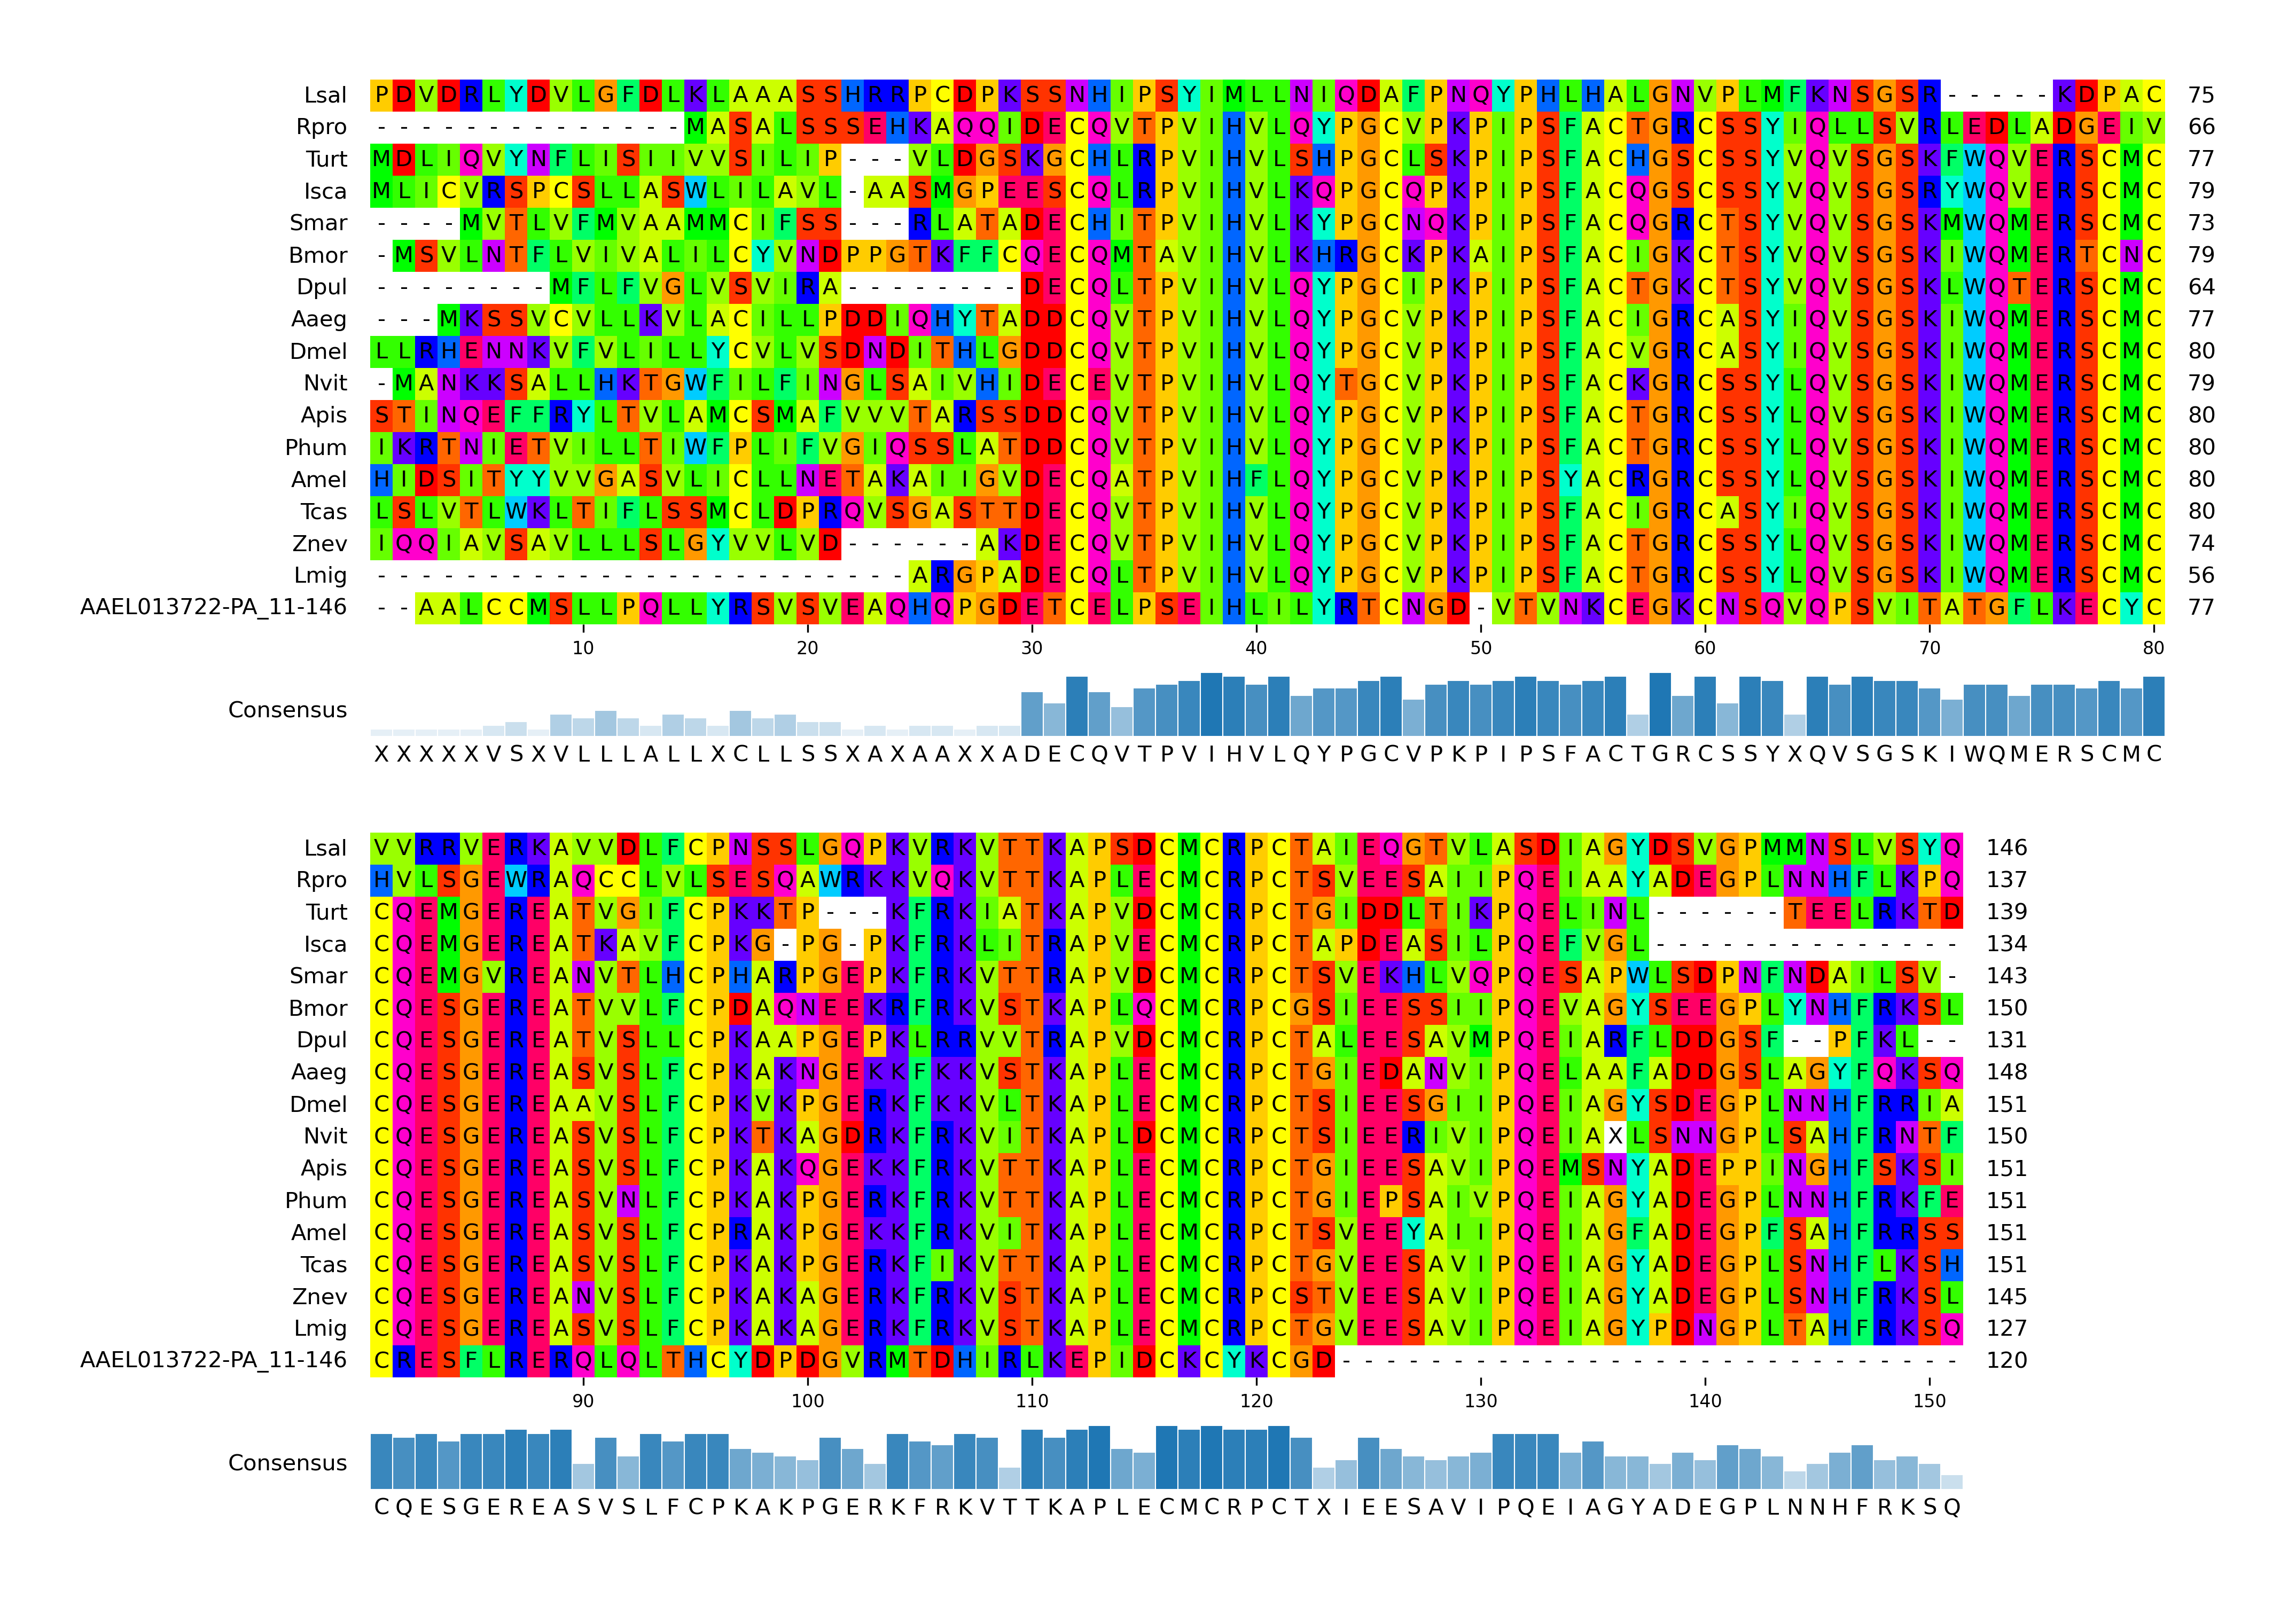 Lsal PDVDRLYDVLGFDLKLAAASSHRRPCDPKSSNHIPSYIMLLNIQDAFPNQYPHLHALGNVPLMFKNSGSR-----KDPAC 75
Rpro --------------MASALSSSEHKAQQIDECQVTPVIHVLQYPGCVPKPIPSFACTGRCSSYIQLLSVRLEDLADGEIV 66
Turt MDLIQVYNFLISIIVVSILIP---VLDGSKGCHLRPVIHVLSHPGCLSKPIPSFACHGSCSSYVQVSGSKFWQVERSCMC 77
Isca MLICVRSPCSLLASWLILAVL-AASMGPEESCQLRPVIHVLKQPGCQPKPIPSFACQGSCSSYVQVSGSRYWQVERSCMC 79
Smar ----MVTLVFMVAAMMCIFSS---RLATADECHITPVIHVLKYPGCNQKPIPSFACQGRCTSYVQVSGSKMWQMERSCMC 73
Bmor -MSVLNTFLVIVALILCYVNDPPGTKFFCQECQMTAVIHVLKHRGCKPKAIPSFACIGKCTSYVQVSGSKIWQMERTCNC 79
Dpul --------MFLFVGLVSVIRA--------DECQLTPVIHVLQYPGCIPKPIPSFACTGKCTSYVQVSGSKLWQTERSCMC 64
Aaeg ---MKSSVCVLLKVLACILLPDDIQHYTADDCQVTPVIHVLQYPGCVPKPIPSFACIGRCASYIQVSGSKIWQMERSCMC 77
Dmel LLRHENNKVFVLILLYCVLVSDNDITHLGDDCQVTPVIHVLQYPGCVPKPIPSFACVGRCASYIQVSGSKIWQMERSCMC 80
Nvit -MANKKSALLHKTGWFILFINGLSAIVHIDECEVTPVIHVLQYTGCVPKPIPSFACKGRCSSYLQVSGSKIWQMERSCMC 79
Apis STINQEFFRYLTVLAMCSMAFVVVTARSSDDCQVTPVIHVLQYPGCVPKPIPSFACTGRCSSYLQVSGSKIWQMERSCMC 80
Phum IKRTNIETVILLTIWFPLIFVGIQSSLATDDCQVTPVIHVLQYPGCVPKPIPSFACTGRCSSYLQVSGSKIWQMERSCMC 80
Amel HIDSITYYVVGASVLICLLNETAKAIIGVDECQATPVIHFLQYPGCVPKPIPSYACRGRCSSYLQVSGSKIWQMERSCMC 80
Tcas LSLVTLWKLTIFLSSMCLDPRQVSGASTTDECQVTPVIHVLQYPGCVPKPIPSFACIGRCASYIQVSGSKIWQMERSCMC 80
Znev IQQIAVSAVLLLSLGYVVLVD------AKDECQVTPVIHVLQYPGCVPKPIPSFACTGRCSSYLQVSGSKIWQMERSCMC 74
Lmig ------------------------ARGPADECQLTPVIHVLQYPGCVPKPIPSFACTGRCSSYLQVSGSKIWQMERSCMC 56
AAEL013722-PA_11-146 --AALCCMSLLPQLLYRSVSVEAQHQPGDETCELPSEIHLILYRTCNGD-VTVNKCEGKCNSQVQPSVITATGFLKECYC 77
10 20 30 40 50 60 70 80
Consensus
XXXXXVSXVLLLALLXCLLSSXAXAAXXADECQVTPVIHVLQYPGCVPKPIPSFACTGRCSSYXQVSGSKIWQMERSCMC
Lsal VVRRVERKAVVDLFCPNSSLGQPKVRKVTTKAPSDCMCRPCTAIEQGTVLASDIAGYDSVGPMMNSLVSYQ 146
Rpro HVLSGEWRAQCCLVLSESQAWRKKVQKVTTKAPLECMCRPCTSVEESAIIPQEIAAYADEGPLNNHFLKPQ 137
Turt CQEMGEREATVGIFCPKKTP---KFRKIATKAPVDCMCRPCTGIDDLTIKPQELINL------TEELRKTD 139
Isca CQEMGEREATKAVFCPKG-PG-PKFRKLITRAPVECMCRPCTAPDEASILPQEFVGL-------------- 134
Smar CQEMGVREANVTLHCPHARPGEPKFRKVTTRAPVDCMCRPCTSVEKHLVQPQESAPWLSDPNFNDAILSV- 143
Bmor CQESGEREATVVLFCPDAQNEEKRFRKVSTKAPLQCMCRPCGSIEESSIIPQEVAGYSEEGPLYNHFRKSL 150
Dpul CQESGEREATVSLLCPKAAPGEPKLRRVVTRAPVDCMCRPCTALEESAVMPQEIARFLDDGSF--PFKL-- 131
Aaeg CQESGEREASVSLFCPKAKNGEKKFKKVSTKAPLECMCRPCTGIEDANVIPQELAAFADDGSLAGYFQKSQ 148
Dmel CQESGEREAAVSLFCPKVKPGERKFKKVLTKAPLECMCRPCTSIEESGIIPQEIAGYSDEGPLNNHFRRIA 151
Nvit CQESGEREASVSLFCPKTKAGDRKFRKVITKAPLDCMCRPCTSIEERIVIPQEIAXLSNNGPLSAHFRNTF 150
Apis CQESGEREASVSLFCPKAKQGEKKFRKVTTKAPLECMCRPCTGIEESAVIPQEMSNYADEPPINGHFSKSI 151
Phum CQESGEREASVNLFCPKAKPGERKFRKVTTKAPLECMCRPCTGIEPSAIVPQEIAGYADEGPLNNHFRKFE 151
Amel CQESGEREASVSLFCPRAKPGEKKFRKVITKAPLECMCRPCTSVEEYAIIPQEIAGFADEGPFSAHFRRSS 151
Tcas CQESGEREASVSLFCPKAKPGERKFIKVTTKAPLECMCRPCTGVEESAVIPQEIAGYADEGPLSNHFLKSH 151
Znev CQESGEREANVSLFCPKAKAGERKFRKVSTKAPLECMCRPCSTVEESAVIPQEIAGYADEGPLSNHFRKSL 145
Lmig CQESGEREASVSLFCPKAKAGERKFRKVSTKAPLECMCRPCTGVEESAVIPQEIAGYPDNGPLTAHFRKSQ 127
AAEL013722-PA_11-146 CRESFLRERQLQLTHCYDPDGVRMTDHIRLKEPIDCKCYKCGD---------------------------- 120
90 100 110 120 130 140 150
Consensus
CQESGEREASVSLFCPKAKPGERKFRKVTTKAPLECMCRPCTXIEESAVIPQEIAGYADEGPLNNHFRKSQ